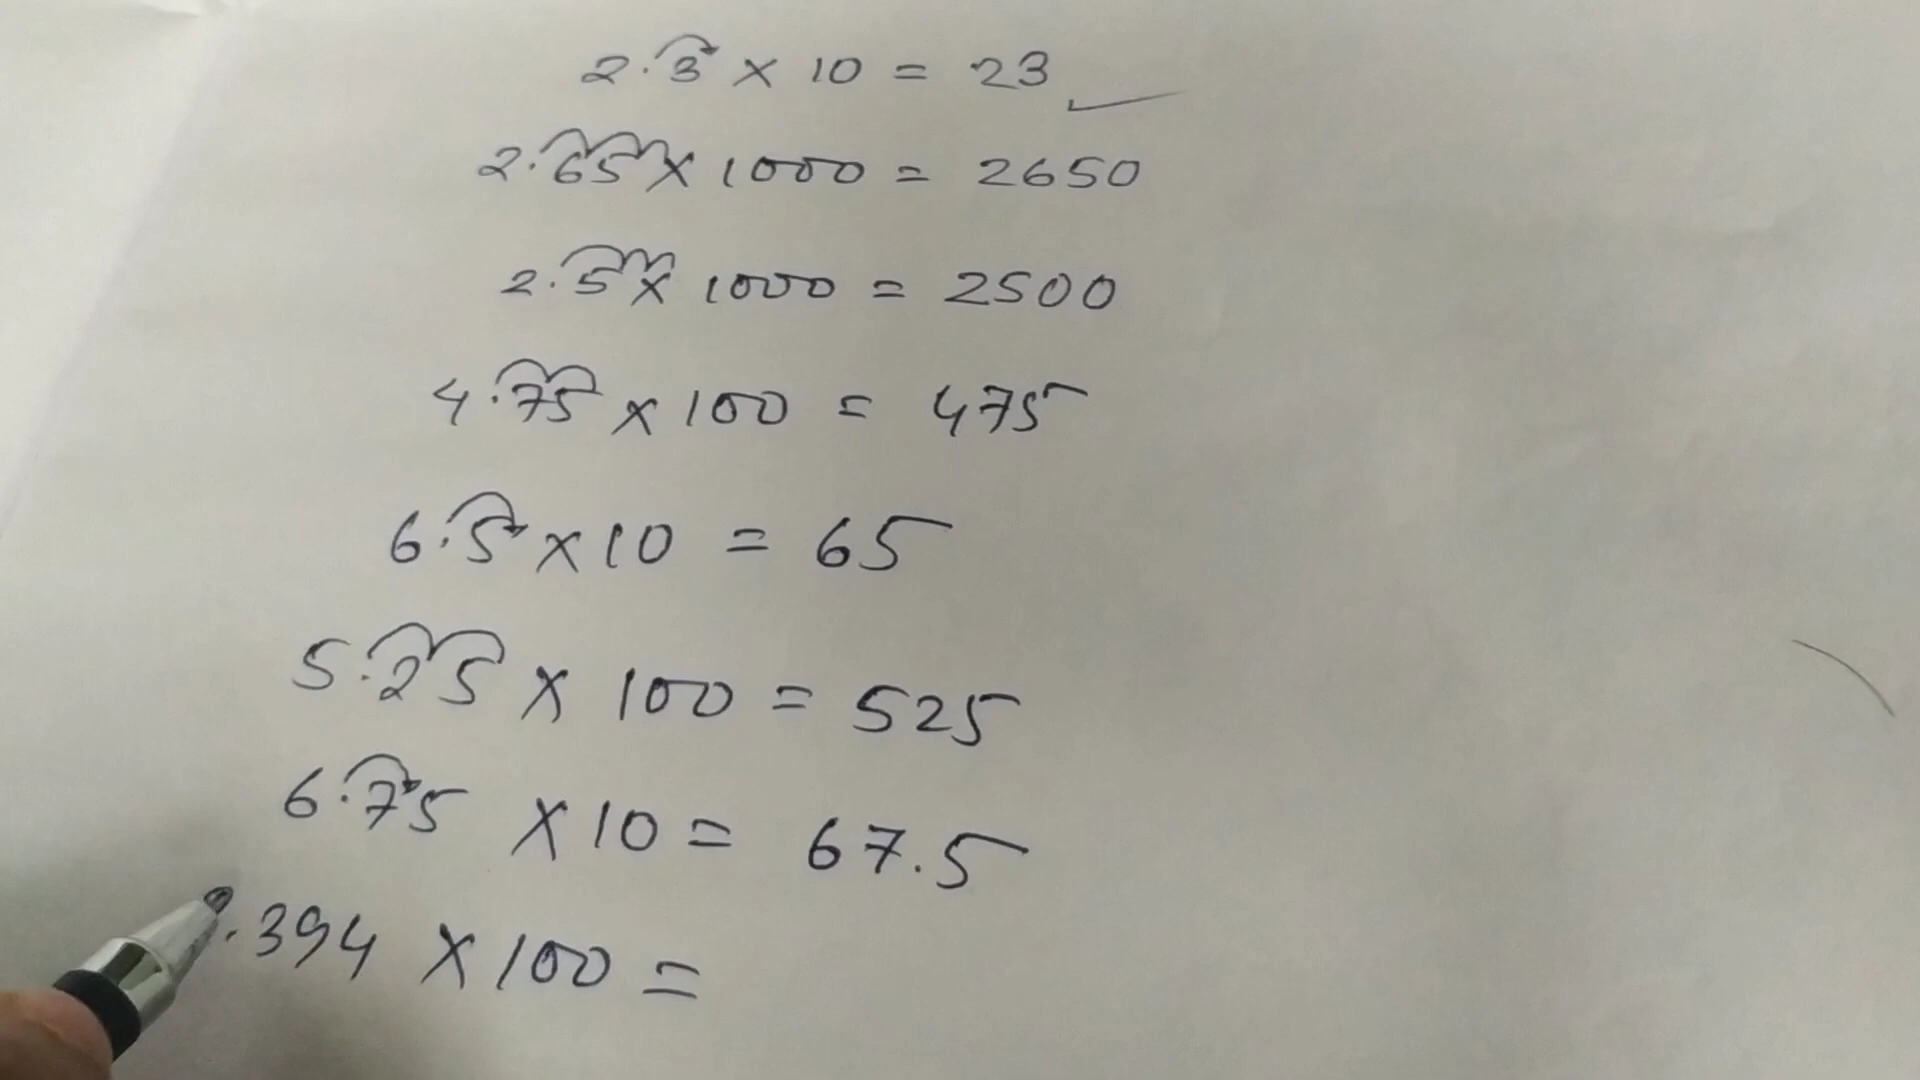 2.3 × 10 = 23
2.65 × 1000 = 2650
2.5 × 1000 = 2500
4.75 × 100 = 475
6.5 × 10 = 65
5.25 × 100 = 525
6.75 × 10 = 67.5
.394 × 100 =